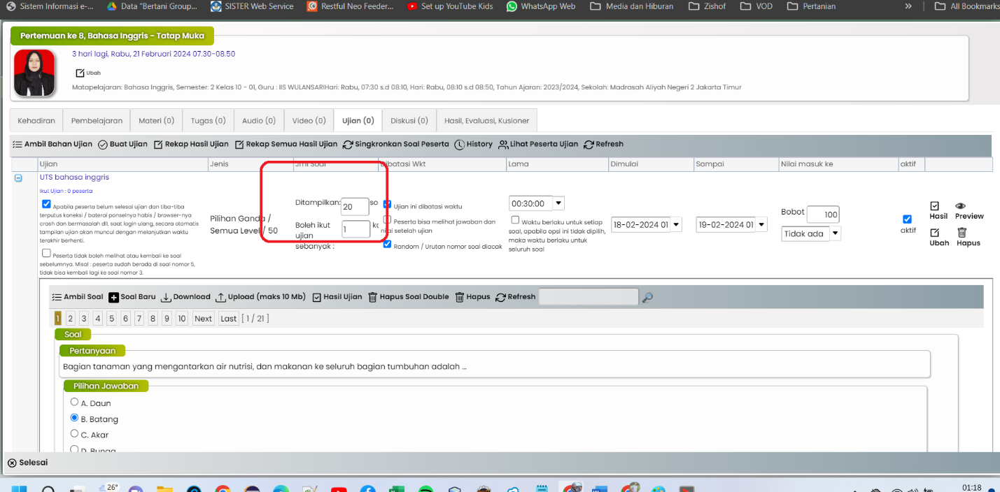 Sistem Informasi e-... Data "Bertani Group... SISTER Web Service Restful Neo Feeder... Set up YouTube Kids WhatsApp Web Media dan Hiburan Zishof VOD Pertanian » All Bookmarks
Pertemuan ke 8, Bahasa Inggris - Tatap Muka
3 hari lagi, Rabu, 21 Februari 2024 07.30-08.50
Ubah
Matapelajaran: Bahasa Inggris, Semester: 2 Kelas 10 - 01, Guru : IIS WULANSARIHari: Rabu, 07:30 s.d 08:10, Hari: Rabu, 08:10 s.d 08:50, Tahun Ajaran: 2023/2024, Sekolah: Madrasah Aliyah Negeri 2 Jakarta Timur
Kehadiran Pembelajaran Materi (0) Tugas (0) Audio (0) Video (0) Ujian (0) Diskusi (0) Hasil, Evaluasi, Kusioner
Ambil Bahan Ujian Buat Ujian Rekap Hasil Ujian Rekap Semua Hasil Ujian Singkronkan Soal Peserta History Lihat Peserta Ujian Refresh
Ujian Jenis Jml Soal Dibatasi Wkt Lama Dimulai Sampai Nilai masuk ke aktif
UTS bahasa inggris
Ikut Ujian : 0 peserta
Apabila peserta belum selesai ujian dan tiba-tiba
terputus koneksi / baterai ponselnya habis / browser-nya
crash dan bermasalah dll, saat login ulang, secara otomatis
tampilan ujian akan muncul dengan melanjutkan waktu
terakhir berhenti.
Peserta tidak boleh melihat atau kembali ke soal
sebelumnya. Misal : peserta sudah berada di soal nomor 5,
tidak bisa kembali lagi ke soal nomor 3.
Pilihan Ganda /
Semua Level / 50
Ditampilkan: 20 so
Boleh ikut 1
ujian
sebanyak :
Ujian ini dibatasi waktu
Peserta bisa melihat jawaban dan
nilai setelah ujian
Random / Urutan nomor soal diacak
00:30:00
Waktu berlaku untuk setiap
soal, apabila opsi ini tidak dipilih,
maka waktu berlaku untuk
seluruh soal
18-02-2024 01
19-02-2024 01
Bobot 100
Tidak ada
aktif
Hasil Preview
Ubah Hapus
Ambil Soal Soal Baru Download Upload (maks 10 Mb) Hasil Ujian Hapus Soal Double Hapus Refresh
1 2 3 4 5 6 7 8 9 10 Next Last [ 1 / 21 ]
Soal
Pertanyaan
Bagian tanaman yang mengantarkan air nutrisi, dan makanan ke seluruh bagian tumbuhan adalah ...
Pilihan Jawaban
A. Daun
B. Batang
C. Akar
D. Bunga
Selesai
26°
01:18